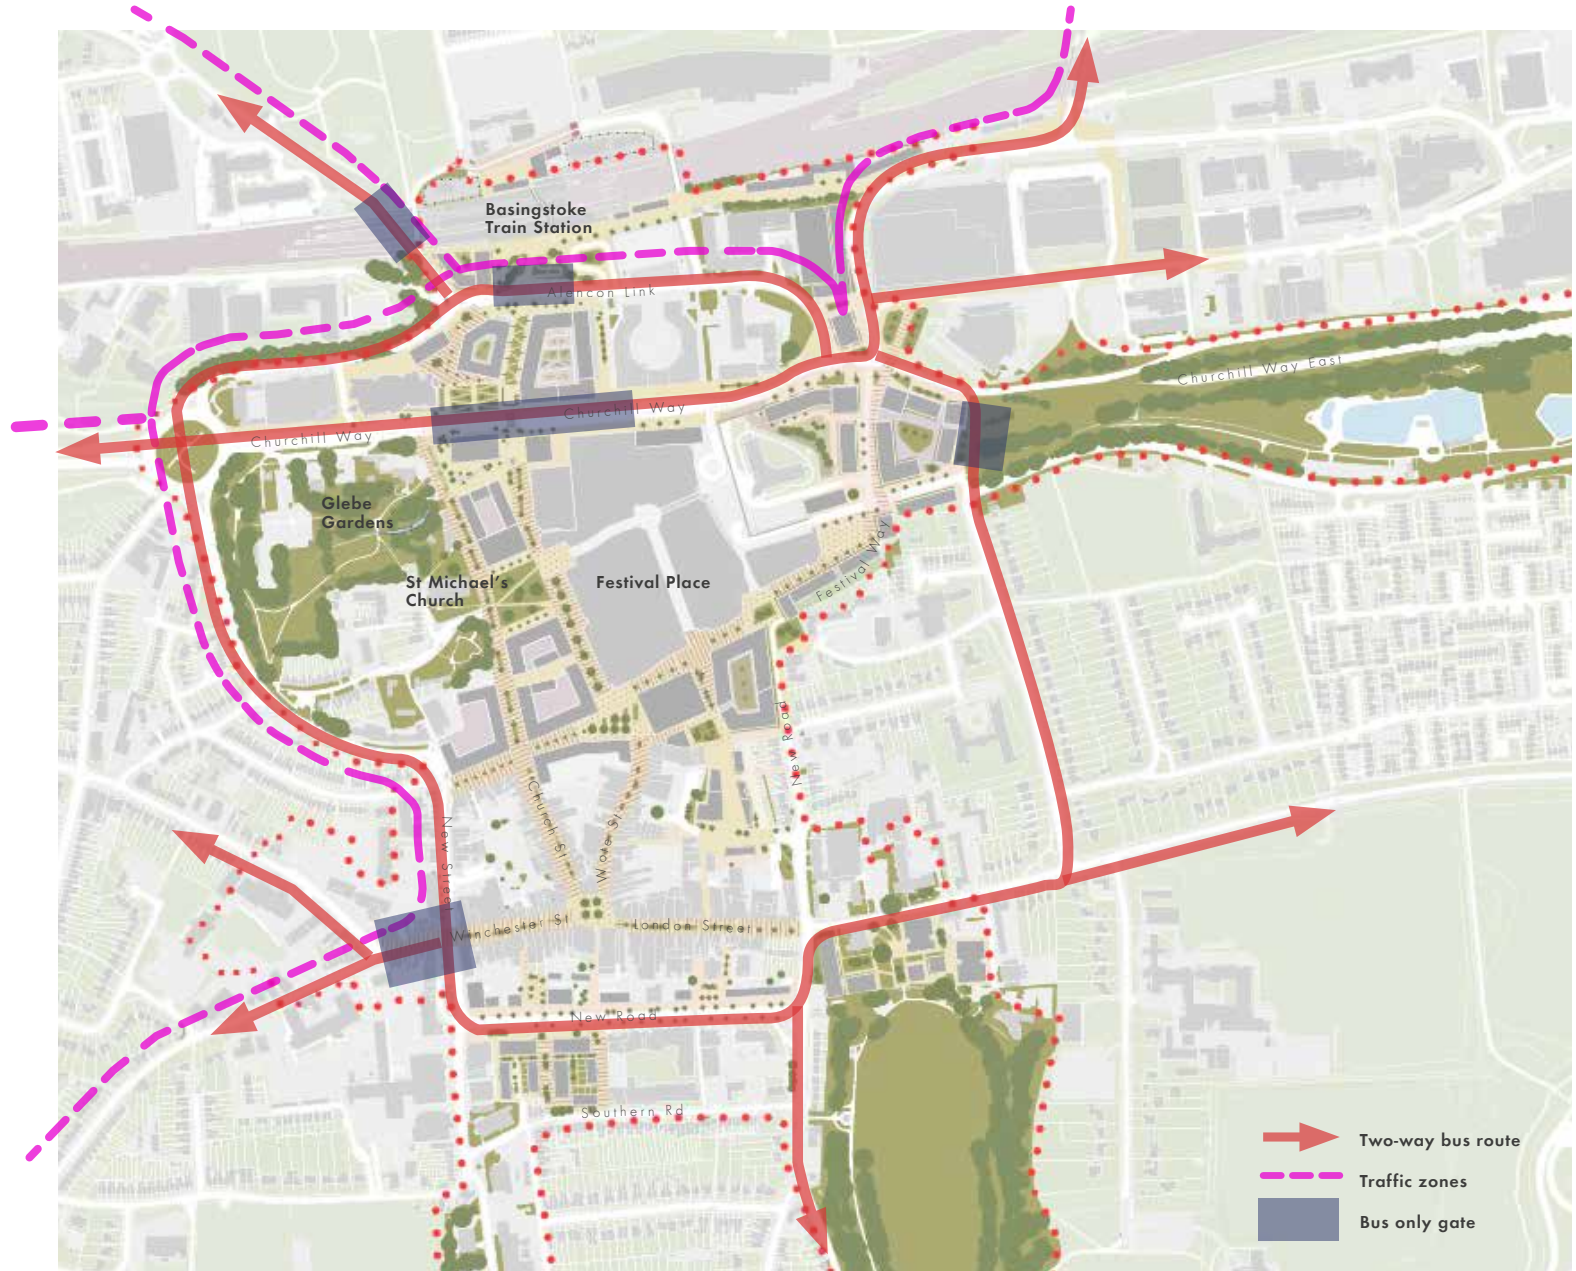 Basingstoke
Train Station
Alencon Link
Churchill Way East
Churchill Way
Churchill Way
Glebe
Gardens
Festival Way
St Michael's
Church
Festival Place
New Road
Church St
Wote St
New Street
Winchester St
London Street
New Road
Southern Rd
Two-way bus route
Traffic zones
Bus only gate